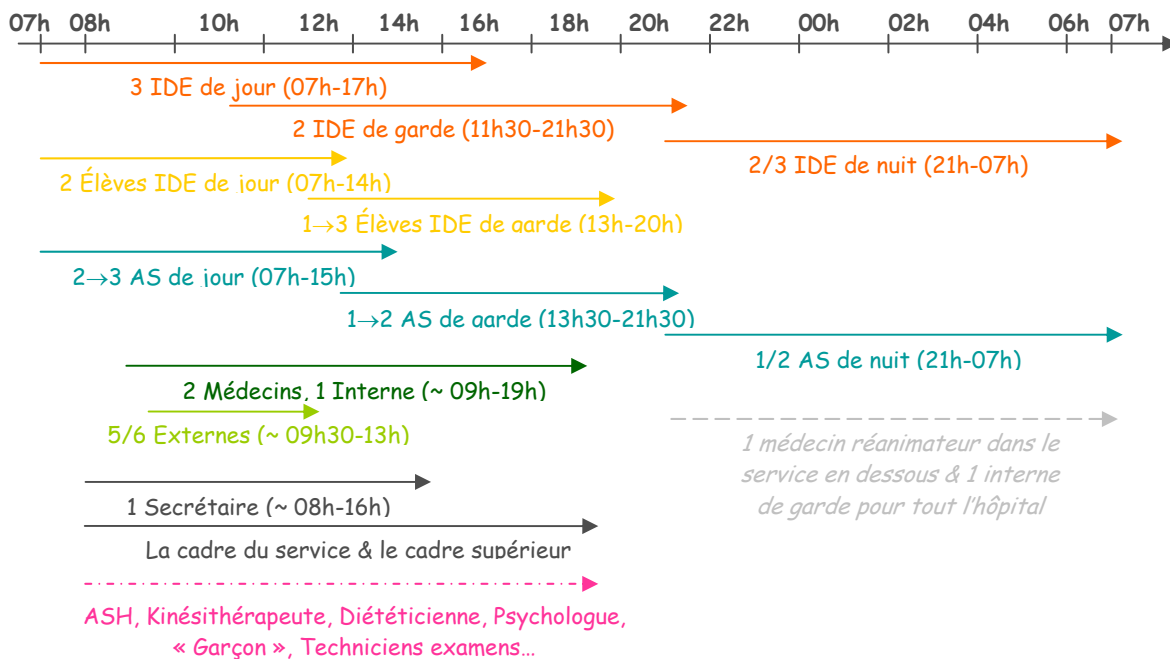 07h 08h 10h 12h 14h 16h 18h 20h 22h 00h 02h 04h 06h 07h
3 IDE de jour (07h-17h)
2 IDE de garde (11h30-21h30)
2/3 IDE de nuit (21h-07h)
2 Élèves IDE de jour (07h-14h)
1→3 Élèves IDE de garde (13h-20h)
2→3 AS de jour (07h-15h)
1→2 AS de garde (13h30-21h30)
1/2 AS de nuit (21h-07h)
2 Médecins, 1 Interne (~ 09h-19h)
5/6 Externes (~ 09h30-13h)
1 médecin réanimateur dans le
service en dessous & 1 interne
de garde pour tout l'hôpital
1 Secrétaire (~ 08h-16h)
La cadre du service & le cadre supérieur
ASH, Kinésithérapeute, Diététicienne, Psychologue,
« Garçon », Techniciens examens…